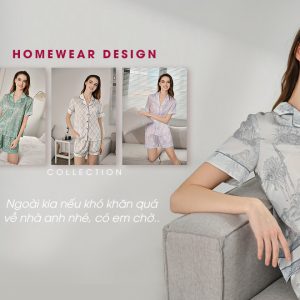 HOMEWEAR DESIGN
COLLECTION
Ngoài kia nếu khó khăn quá
về nhà anh nhé, có em chờ..